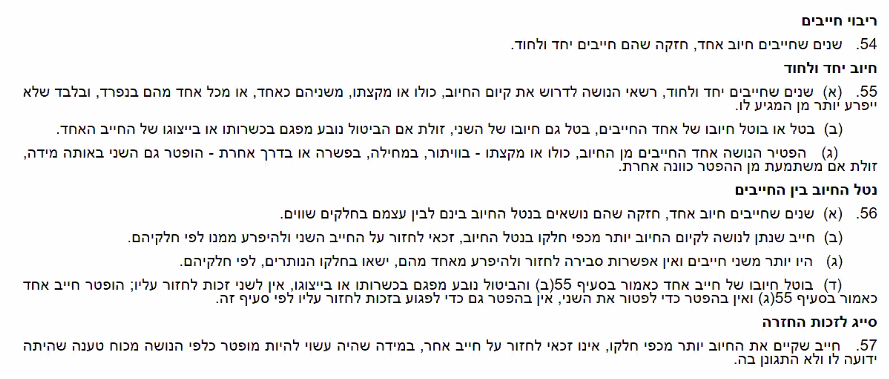 ריבוי חייבים
54. שנים שחייבים חיוב אחד, חזקה שהם חייבים יחד ולחוד.
חיוב יחד ולחוד
55. (א) שנים שחייבים יחד ולחוד, רשאי הנושה לדרוש את קיום החיוב, כולו או מקצתו, משניהם כאחד, או מכל אחד מהם בנפרד, ובלבד שלא
ייפרע יותר מן המגיע לו.
(ב) בטל או בוטל חיובו של אחד החייבים, בטל גם חיובו של השני, זולת אם הביטול נובע מפגם בכשרותו או בייצוגו של החייב האחד.
(ג) הפטיר הנושה אחד החייבים מן החיוב, כולו או מקצתו - בוויתור, במחילה, בפשרה או בדרך אחרת - הופטר גם השני באותה מידה,
זולת אם משתמעת מן ההפטר כוונה אחרת.
נטל החיוב בין החייבים
56. (א) שנים שחייבים חיוב אחד, חזקה שהם נושאים בנטל החיוב בינם לבין עצמם בחלקים שווים.
(ב) חייב שנתן לנושה לקיום החיוב יותר מכפי חלקו בנטל החיוב, זכאי לחזור על החייב השני ולהיפרע ממנו לפי חלקיהם.
(ג) היו יותר משני חייבים ואין אפשרות סבירה לחזור ולהיפרע מאחד מהם, ישאו בחלקו הנותרים, לפי חלקיהם.
(ד) בוטל חיובו של חייב אחד כאמור בסעיף 55(ב) והביטול נובע מפגם בכשרותו או בייצוגו, אין לשני זכות לחזור עליו; הופטר חייב אחד
כאמור בסעיף 55(ג) ואין בהפטר כדי לפטור את השני, אין בהפטר גם כדי לפגוע בזכות לחזור עליו לפי סעיף זה.
סייג לזכות החזרה
57. חייב שקיים את החיוב יותר מכפי חלקו, אינו זכאי לחזור על חייב אחר, במידה שהיה עשוי להיות מופטר כלפי הנושה מכוח טענה שהיתה
ידועה לו ולא התגונן בה.